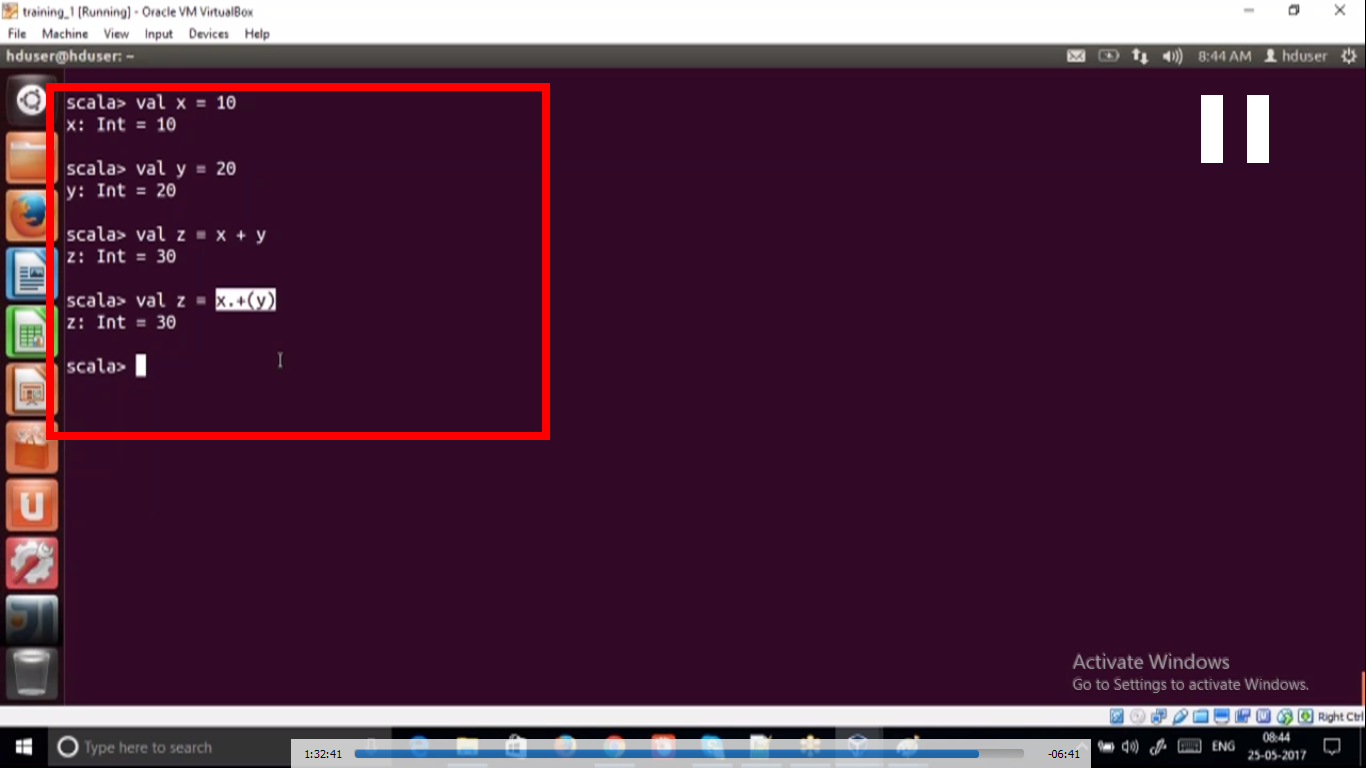 training_1 [Running] - Oracle VM VirtualBox
File Machine View Input Devices Help
hduser@hduser: ~
8:44 AM hduser
scala> val x = 10
x: Int = 10
scala> val y = 20
y: Int = 20
scala> val z = x + y
z: Int = 30
scala> val z = x.+(y)
z: Int = 30
scala>
Activate Windows
Go to Settings to activate Windows.
Right Ctrl
Type here to search
1:32:41
-06:41
ENG
08:44
25-05-2017